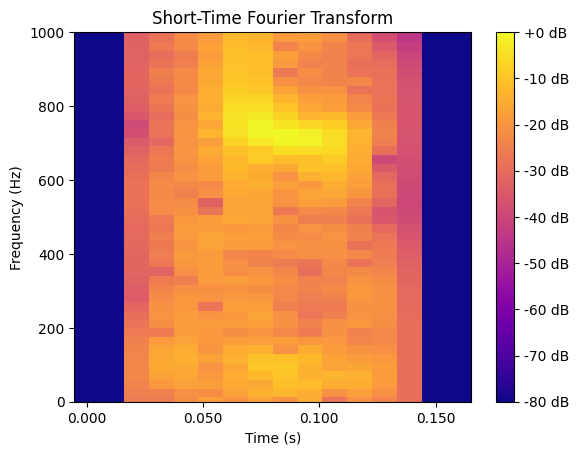 Short-Time Fourier Transform
1000
800
600
400
200
0
Frequency (Hz)
0.000
0.050
0.100
0.150
Time (s)
+0 dB
-10 dB
-20 dB
-30 dB
-40 dB
-50 dB
-60 dB
-70 dB
-80 dB